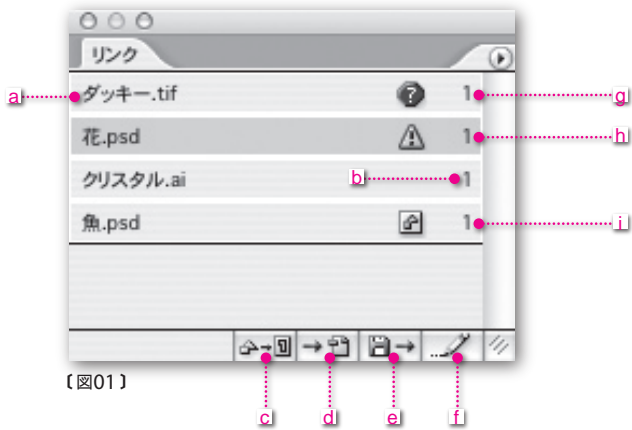 リンク
a ダッキー.tif 1 g
花.psd 1 h
クリスタル.ai b 1
魚.psd 1 i
〔図01〕
c d e f